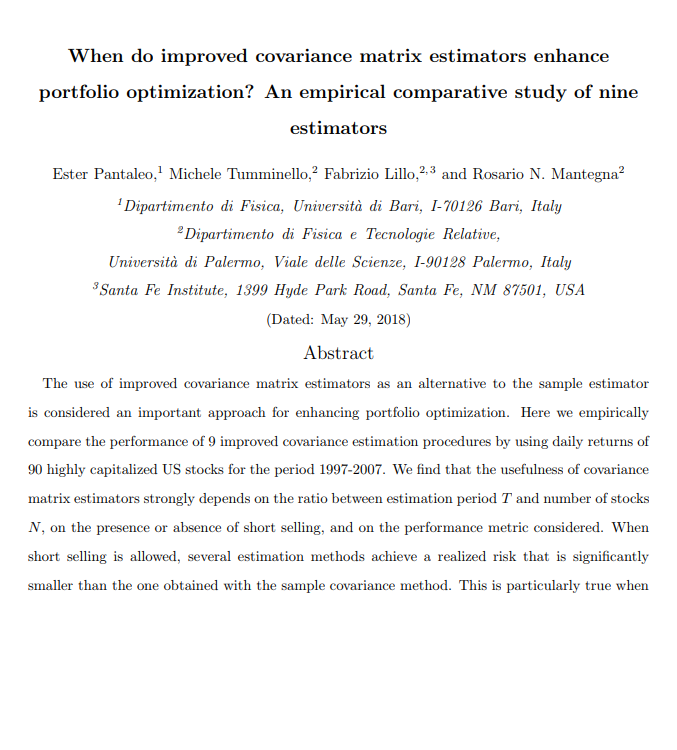 When do improved covariance matrix estimators enhance
portfolio optimization? An empirical comparative study of nine
estimators
Ester Pantaleo,¹ Michele Tumminello,² Fabrizio Lillo,²,³ and Rosario N. Mantegna²
¹Dipartimento di Fisica, Università di Bari, I-70126 Bari, Italy
²Dipartimento di Fisica e Tecnologie Relative,
Università di Palermo, Viale delle Scienze, I-90128 Palermo, Italy
³Santa Fe Institute, 1399 Hyde Park Road, Santa Fe, NM 87501, USA
(Dated: May 29, 2018)
Abstract
The use of improved covariance matrix estimators as an alternative to the sample estimator
is considered an important approach for enhancing portfolio optimization. Here we empirically
compare the performance of 9 improved covariance estimation procedures by using daily returns of
90 highly capitalized US stocks for the period 1997-2007. We find that the usefulness of covariance
matrix estimators strongly depends on the ratio between estimation period T and number of stocks
N, on the presence or absence of short selling, and on the performance metric considered. When
short selling is allowed, several estimation methods achieve a realized risk that is significantly
smaller than the one obtained with the sample covariance method. This is particularly true when